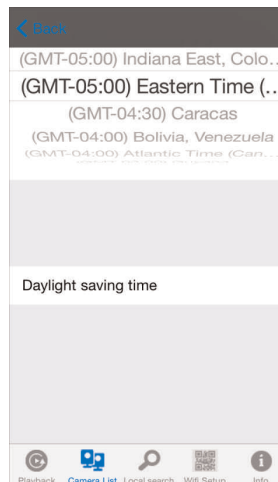 Back
(GMT-05:00) Indiana East, Colo...
(GMT-05:00) Eastern Time (...
(GMT-04:30) Caracas
(GMT-04:00) Bolivia, Venezuela
(GMT-04:00) Atlantic Time (Can...
Daylight saving time
Playback Camera List Local search Wifi Setup Info